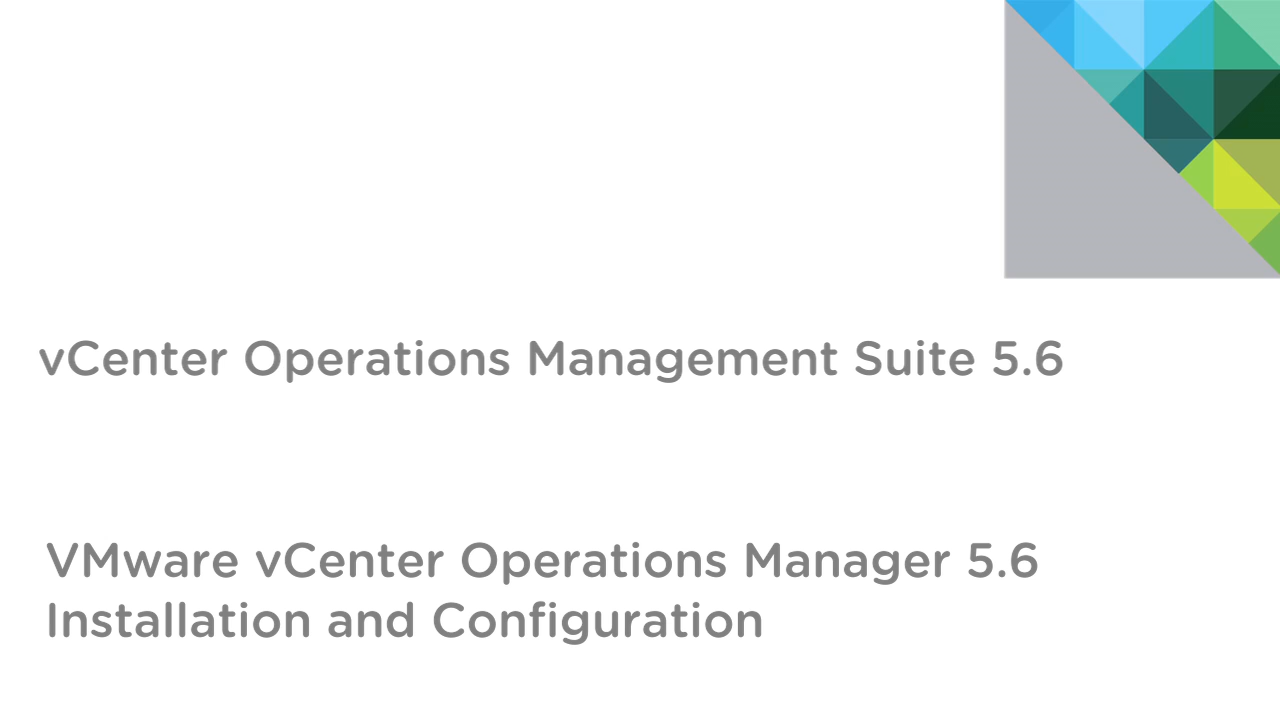 vCenter Operations Management Suite 5.6
VMware vCenter Operations Manager 5.6
Installation and Configuration